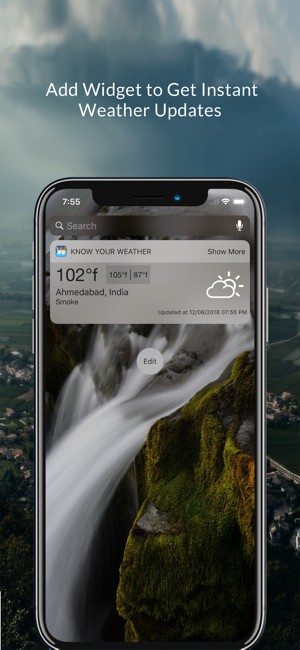 Add Widget to Get Instant
Weather Updates
7:55
Search
KNOW YOUR WEATHER Show More
102°f 105°f | 87°f
Ahmedabad, India
Smoke
Updated at 12/06/2018 07:55 PM
Edit